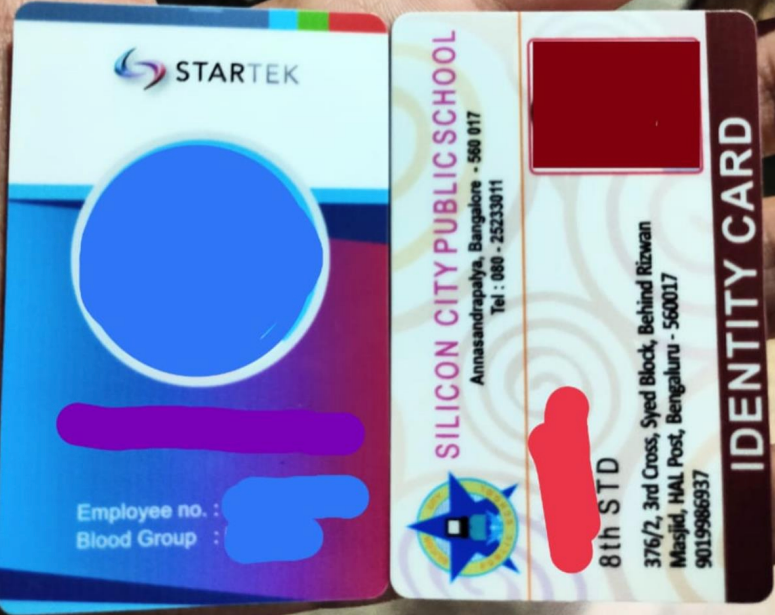 STARTEK
Employee no. :
Blood Group :
SILICON CITY PUBLIC SCHOOL
Annasandrapalya, Bangalore - 560 017
Tel : 080 - 25233011
8th STD
376/2, 3rd Cross, Syed Block, Behind Rizwan
Masjid, HAL Post, Bengaluru - 560017
9019986937
IDENTITY CARD